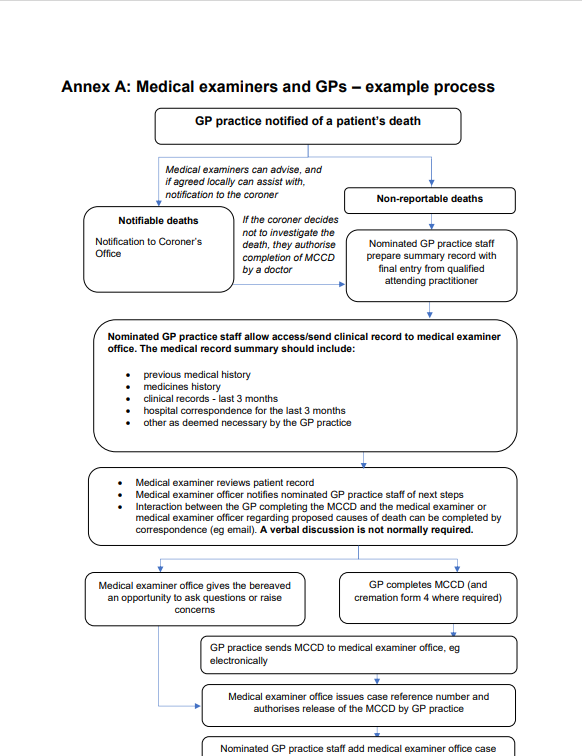 Annex A: Medical examiners and GPs – example process
GP practice notified of a patient's death
Medical examiners can advise, and
if agreed locally can assist with,
notification to the coroner
Non-reportable deaths
Notifiable deaths
Notification to Coroner's
Office
If the coroner decides
not to investigate the
death, they authorise
completion of MCCD
by a doctor
Nominated GP practice staff
prepare summary record with
final entry from qualified
attending practitioner
Nominated GP practice staff allow access/send clinical record to medical examiner
office. The medical record summary should include:
• previous medical history
• medicines history
• clinical records - last 3 months
• hospital correspondence for the last 3 months
• other as deemed necessary by the GP practice
• Medical examiner reviews patient record
• Medical examiner officer notifies nominated GP practice staff of next steps
• Interaction between the GP completing the MCCD and the medical examiner or
medical examiner officer regarding proposed causes of death can be completed by
correspondence (eg email). A verbal discussion is not normally required.
Medical examiner office gives the bereaved
an opportunity to ask questions or raise
concerns
GP completes MCCD (and
cremation form 4 where required)
GP practice sends MCCD to medical examiner office, eg
electronically
Medical examiner office issues case reference number and
authorises release of the MCCD by GP practice
Nominated GP practice staff add medical examiner office case